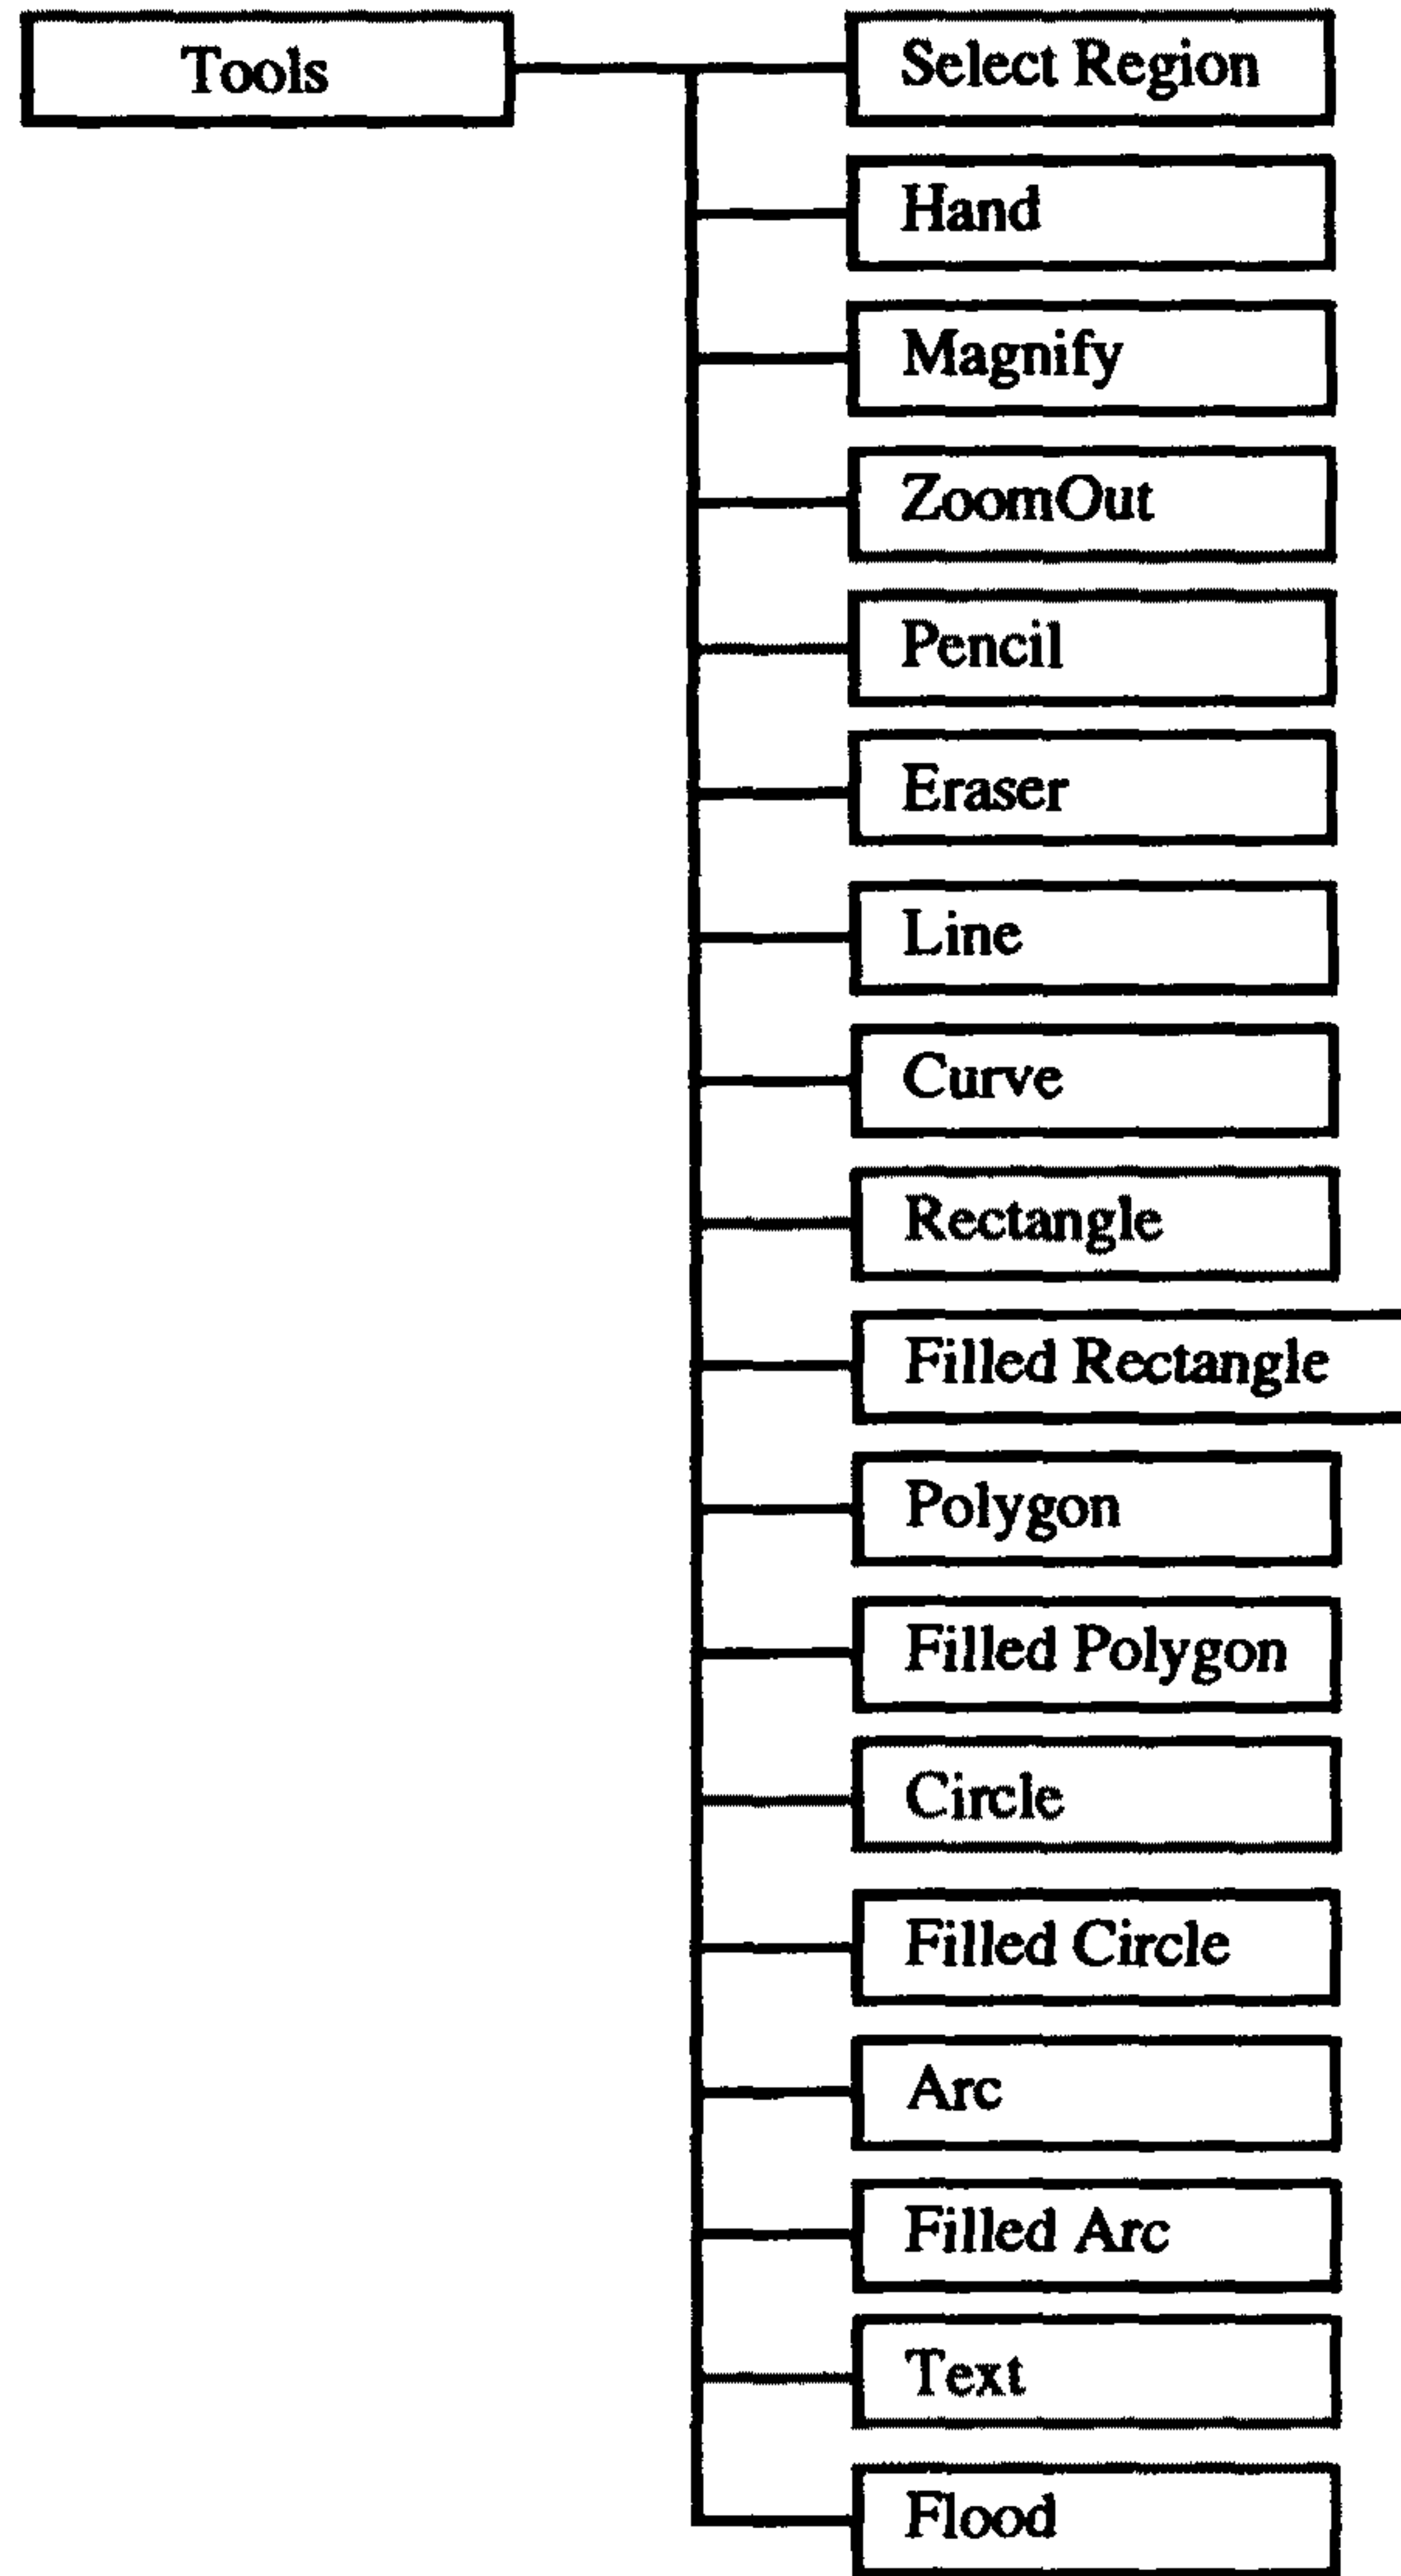 Tools
Select Region
Hand
Magnify
ZoomOut
Pencil
Eraser
Line
Curve
Rectangle
Filled Rectangle
Polygon
Filled Polygon
Circle
Filled Circle
Arc
Filled Arc
Text
Flood